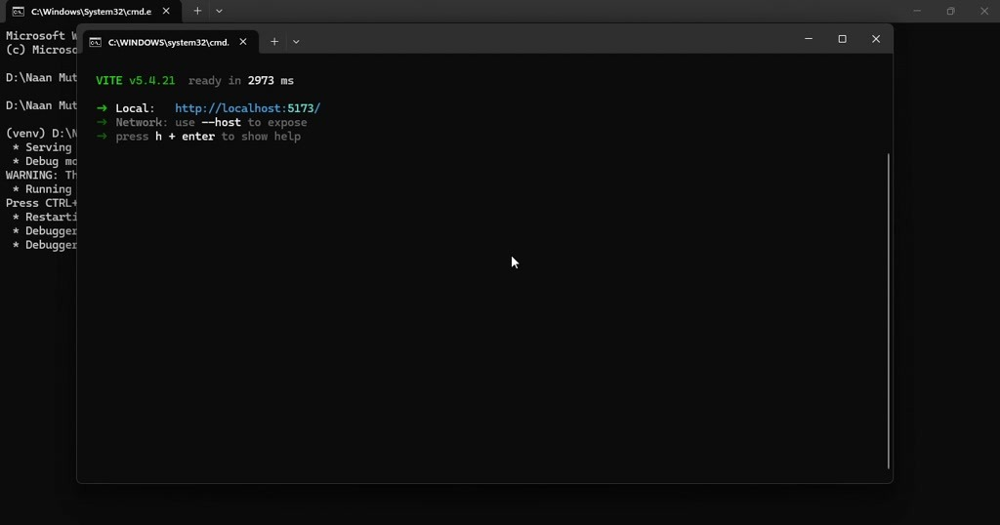 C:\Windows\System32\cmd.e
Microsoft
(c) Microso
D:\Naan Mut
D:\Naan Mut
(venv) D:\N
* Serving
* Debug mo
WARNING: Th
* Running
Press CTRL+
* Restarti
* Debugger
* Debugger
C:\WINDOWS\system32\cmd.
VITE v5.4.21 ready in 2973 ms
➜ Local: http://localhost:5173/
➜ Network: use --host to expose
➜ press h + enter to show help